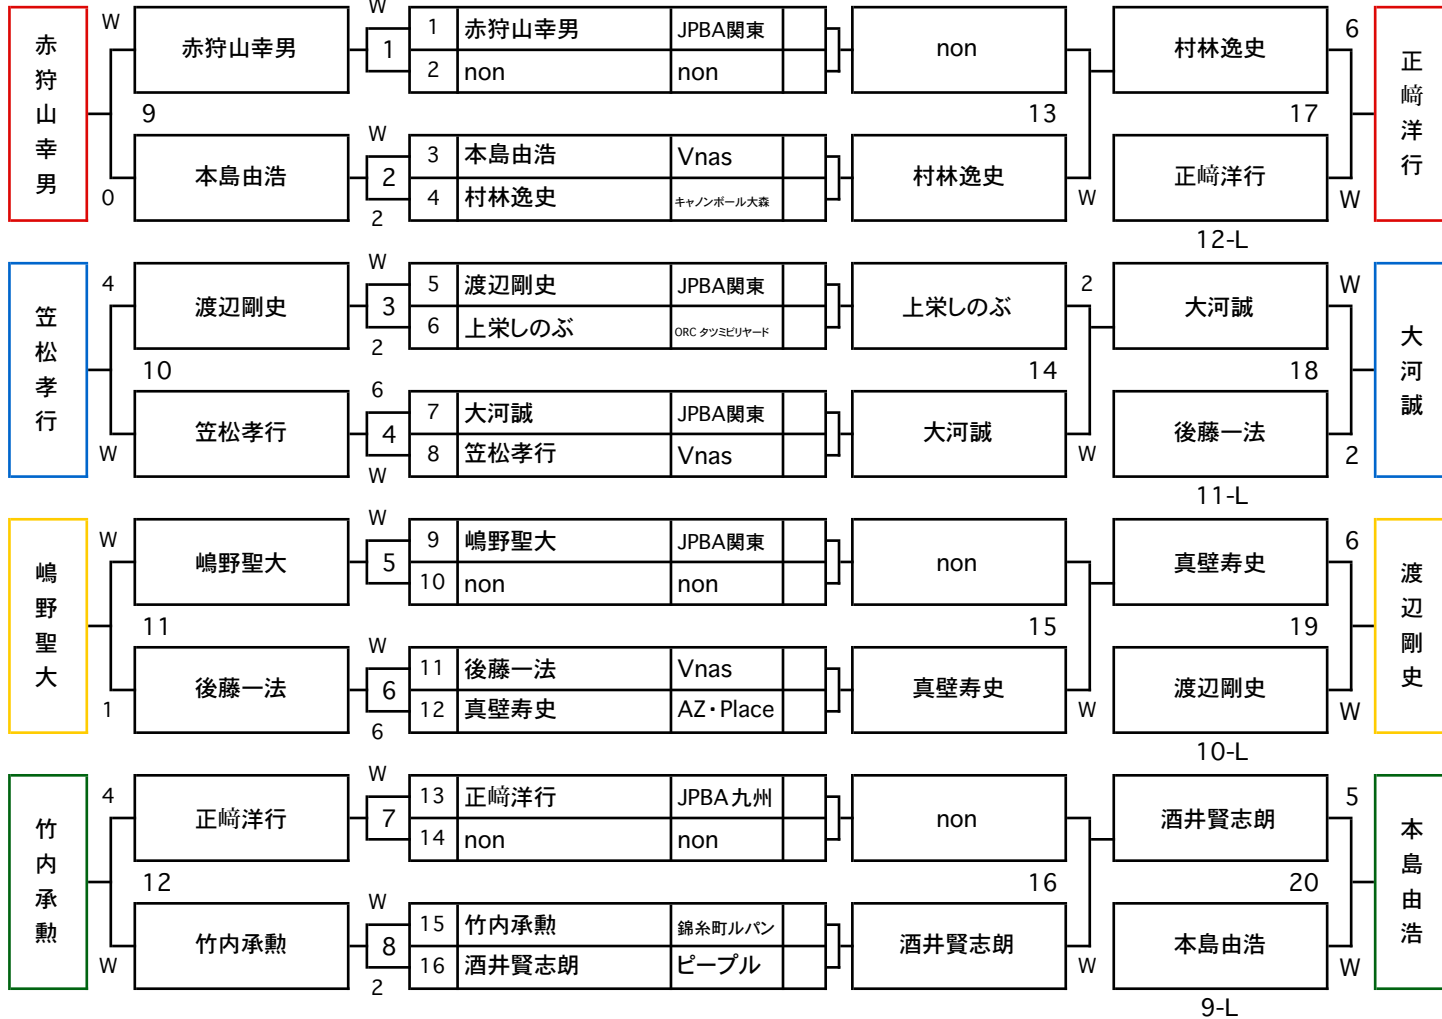 赤狩山幸男
W
赤狩山幸男
W
1
1 赤狩山幸男 JPBA関東
2 non non
non
村林逸史
6
正﨑洋行
9
13
17
0
本島由浩
W
2
2
3 本島由浩 Vnas
4 村林逸史 キャノンボール大森
村林逸史
W
正﨑洋行
W
12-L
笠松孝行
4
渡辺剛史
W
3
2
5 渡辺剛史 JPBA関東
6 上栄しのぶ ORC タツミビリヤード
上栄しのぶ
2
大河誠
W
大河誠
10
14
18
W
笠松孝行
6
4
W
7 大河誠 JPBA関東
8 笠松孝行 Vnas
大河誠
W
後藤一法
2
11-L
嶋野聖大
W
嶋野聖大
W
5
9 嶋野聖大 JPBA関東
10 non non
non
真壁寿史
6
渡辺剛史
11
15
19
1
後藤一法
W
6
6
11 後藤一法 Vnas
12 真壁寿史 AZ・Place
真壁寿史
W
渡辺剛史
W
10-L
竹内承勲
4
正﨑洋行
W
7
13 正﨑洋行 JPBA九州
14 non non
non
酒井賢志朗
5
本島由浩
12
16
20
W
竹内承勲
W
8
2
15 竹内承勲 錦糸町ルパン
16 酒井賢志朗 ピープル
酒井賢志朗
W
本島由浩
W
9-L